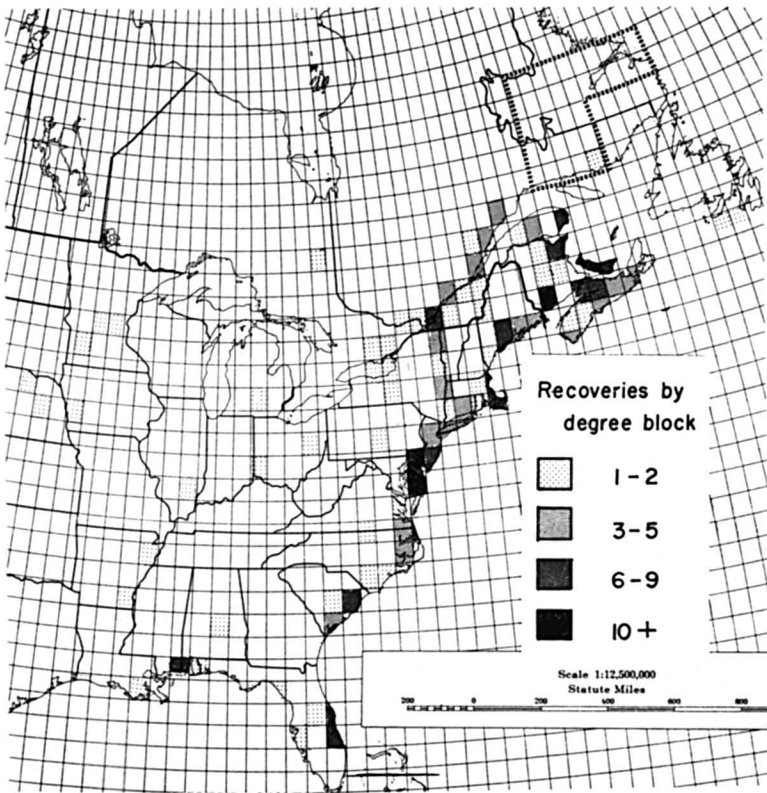 Recoveries by
degree block
1-2
3-5
6-9
10+
Scale 1:12,500,000
Statute Miles
200 0 200 400 600 800